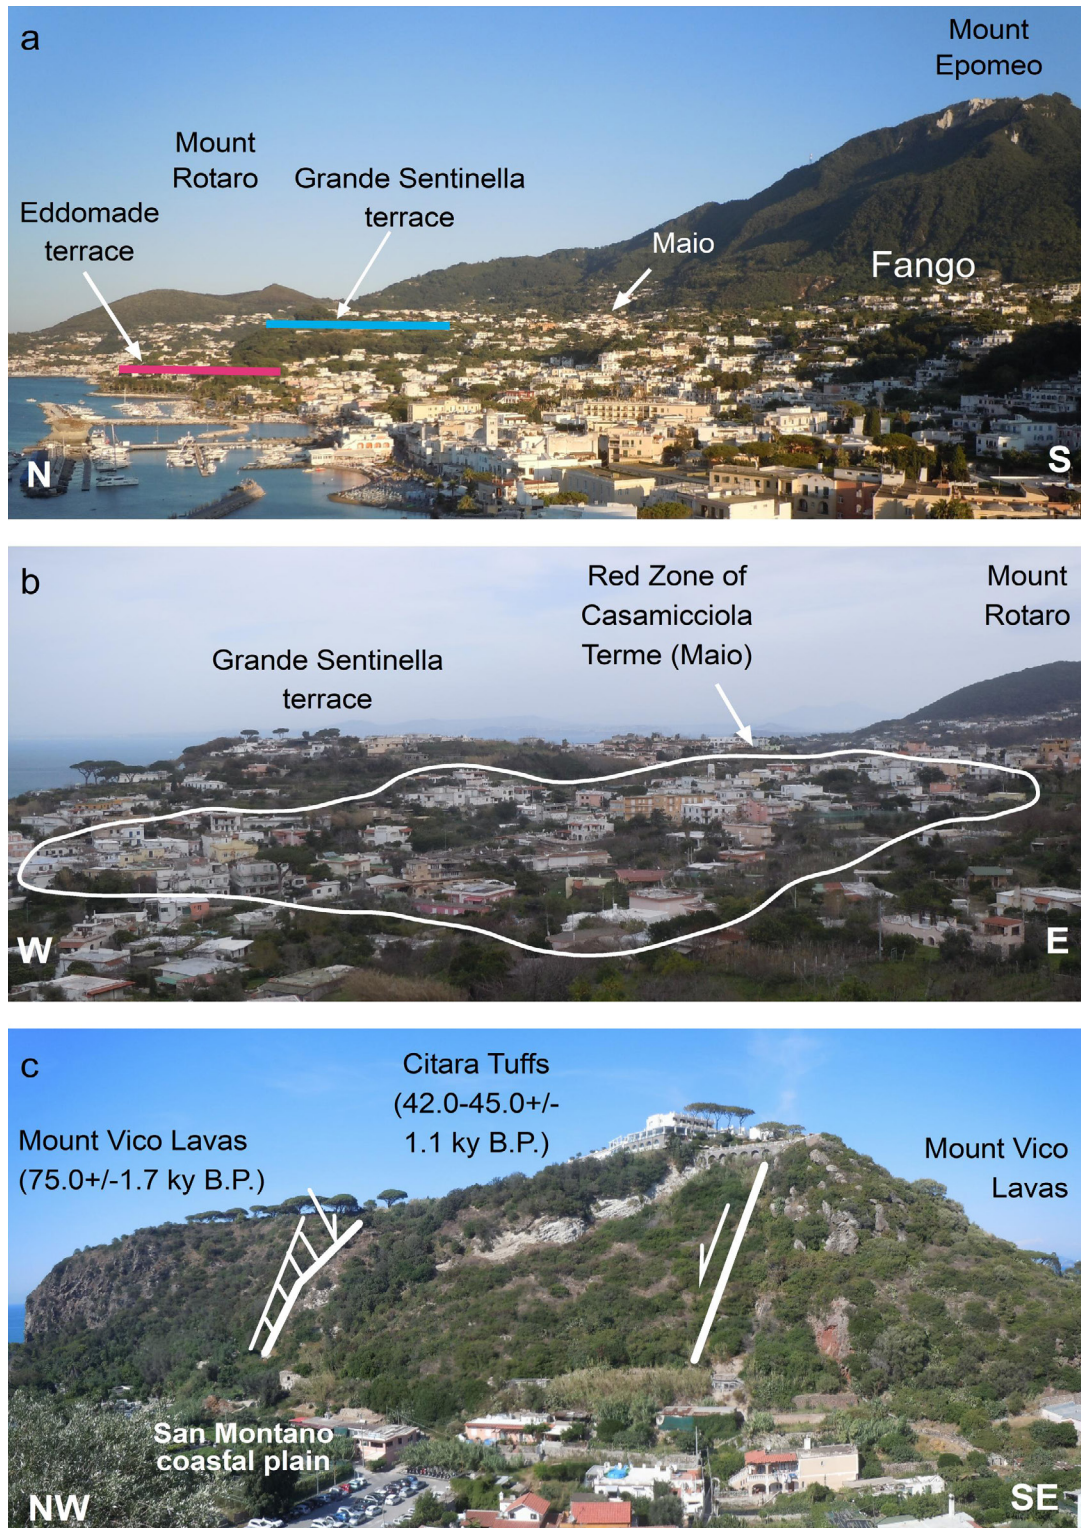 a
Mount
Epomeo
Mount
Rotaro
Grande Sentinella
terrace
Eddomade
terrace
Maio
Fango
N
S
b
Red Zone of
Casamicciola
Terme (Maio)
Mount
Rotaro
Grande Sentinella
terrace
W
E
c
Citara Tuffs
(42.0-45.0+/-
1.1 ky B.P.)
Mount Vico Lavas
(75.0+/-1.7 ky B.P.)
Mount Vico
Lavas
San Montano
coastal plain
NW
SE